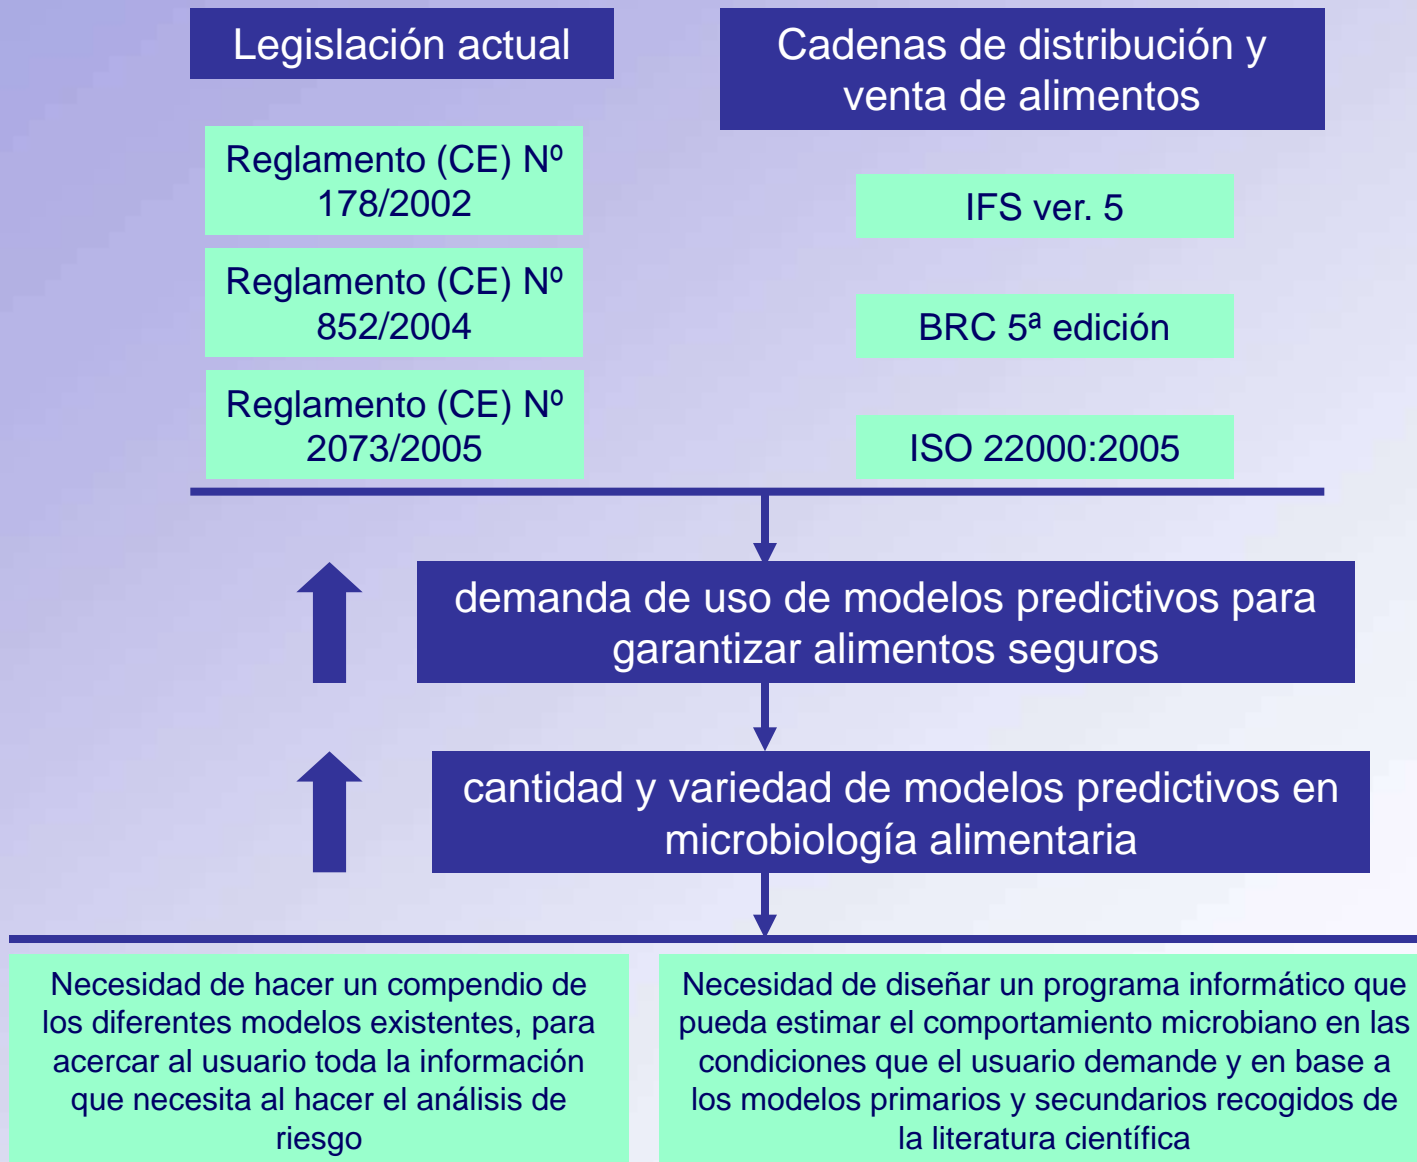 Legislación actual
Cadenas de distribución y
venta de alimentos
Reglamento (CE) Nº
178/2002
Reglamento (CE) Nº
852/2004
Reglamento (CE) Nº
2073/2005
IFS ver. 5
BRC 5ª edición
ISO 22000:2005
demanda de uso de modelos predictivos para
garantizar alimentos seguros
cantidad y variedad de modelos predictivos en
microbiología alimentaria
Necesidad de hacer un compendio de
los diferentes modelos existentes, para
acercar al usuario toda la información
que necesita al hacer el análisis de
riesgo
Necesidad de diseñar un programa informático que
pueda estimar el comportamiento microbiano en las
condiciones que el usuario demande y en base a
los modelos primarios y secundarios recogidos de
la literatura científica